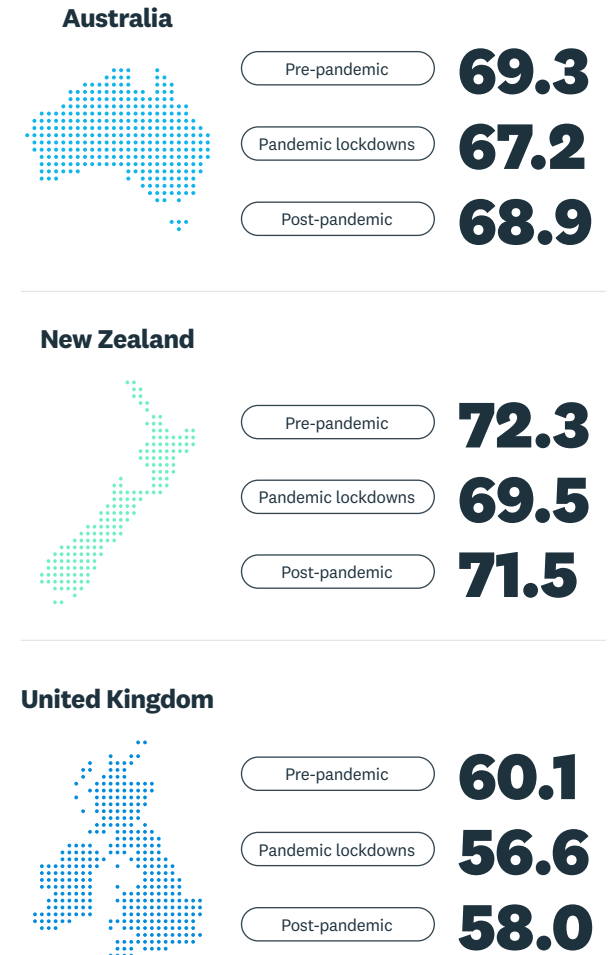 Australia
Pre-pandemic 69.3
Pandemic lockdowns 67.2
Post-pandemic 68.9
New Zealand
Pre-pandemic 72.3
Pandemic lockdowns 69.5
Post-pandemic 71.5
United Kingdom
Pre-pandemic 60.1
Pandemic lockdowns 56.6
Post-pandemic 58.0